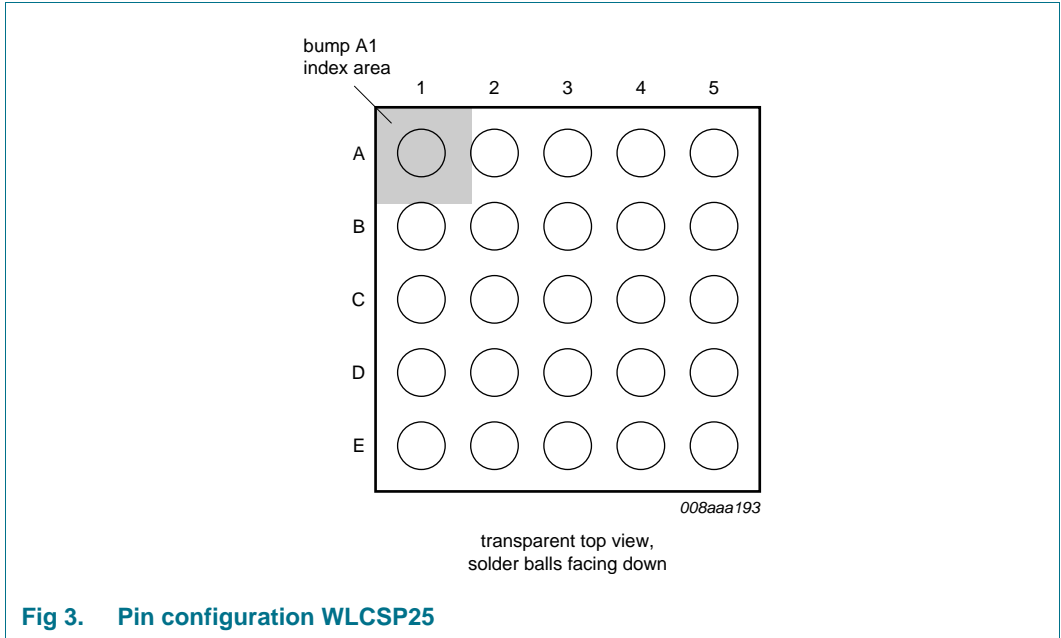 bump A1
index area
1 2 3 4 5
A
B
C
D
E
008aaa193
transparent top view,
solder balls facing down
Fig 3. Pin configuration WLCSP25